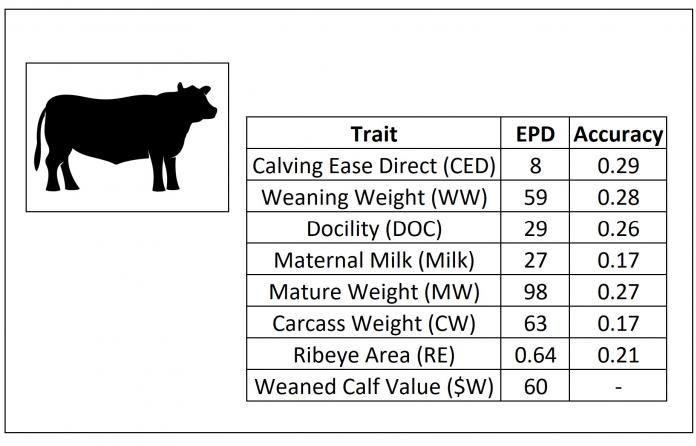 Trait EPD Accuracy
Calving Ease Direct (CED) 8 0.29
Weaning Weight (WW) 59 0.28
Docility (DOC) 29 0.26
Maternal Milk (Milk) 27 0.17
Mature Weight (MW) 98 0.27
Carcass Weight (CW) 63 0.17
Ribeye Area (RE) 0.64 0.21
Weaned Calf Value ($W) 60 -